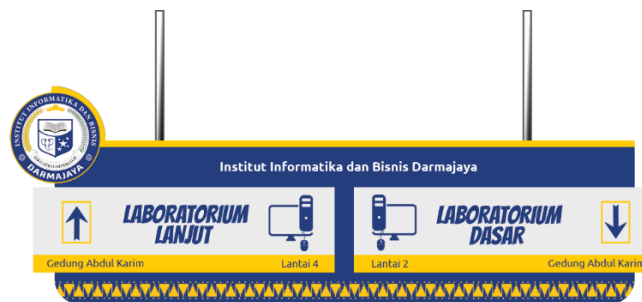 INSTITUT INFORMATIKA DAN BISNIS
DARMAJAYA
Institut Informatika dan Bisnis Darmajaya
LABORATORIUM
LANJUT
Gedung Abdul Karim
Lantai 4
LABORATORIUM
DASAR
Lantai 2
Gedung Abdul Karim